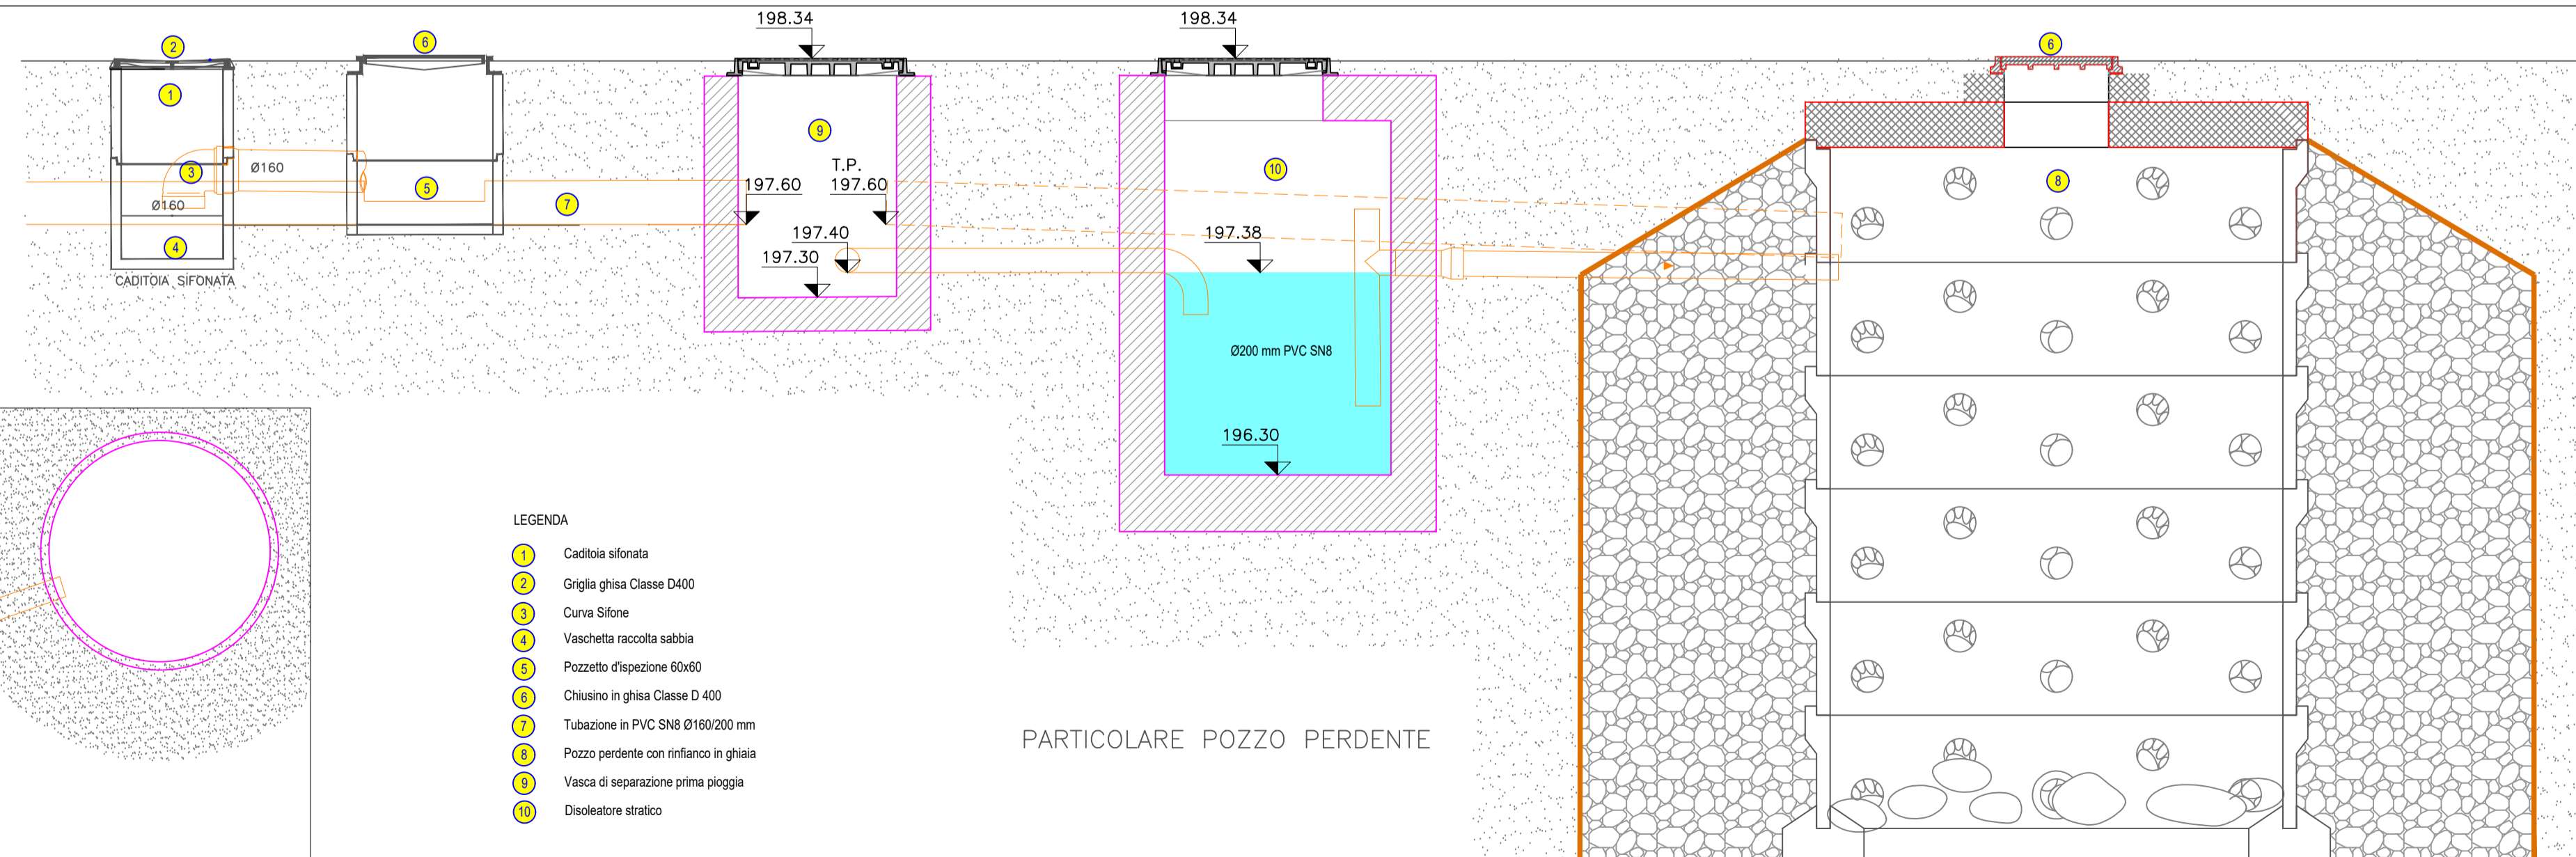 198.34
198.34
2
6
6
1
9
T.P.
197.60
197.60
3
Ø160
5
10
8
Ø160
7
4
197.40
197.38
197.30
CADITOIA SIFONATA
Ø200 mm PVC SN8
196.30
LEGENDA
1 Caditoia sifonata
2 Griglia ghisa Classe D400
3 Curva Sifone
4 Vaschetta raccolta sabbia
5 Pozzetto d'ispezione 60x60
6 Chiusino in ghisa Classe D 400
7 Tubazione in PVC SN8 Ø160/200 mm
8 Pozzo perdente con rinfianco in ghiaia
9 Vasca di separazione prima pioggia
10 Disoleatore stratico
PARTICOLARE POZZO PERDENTE